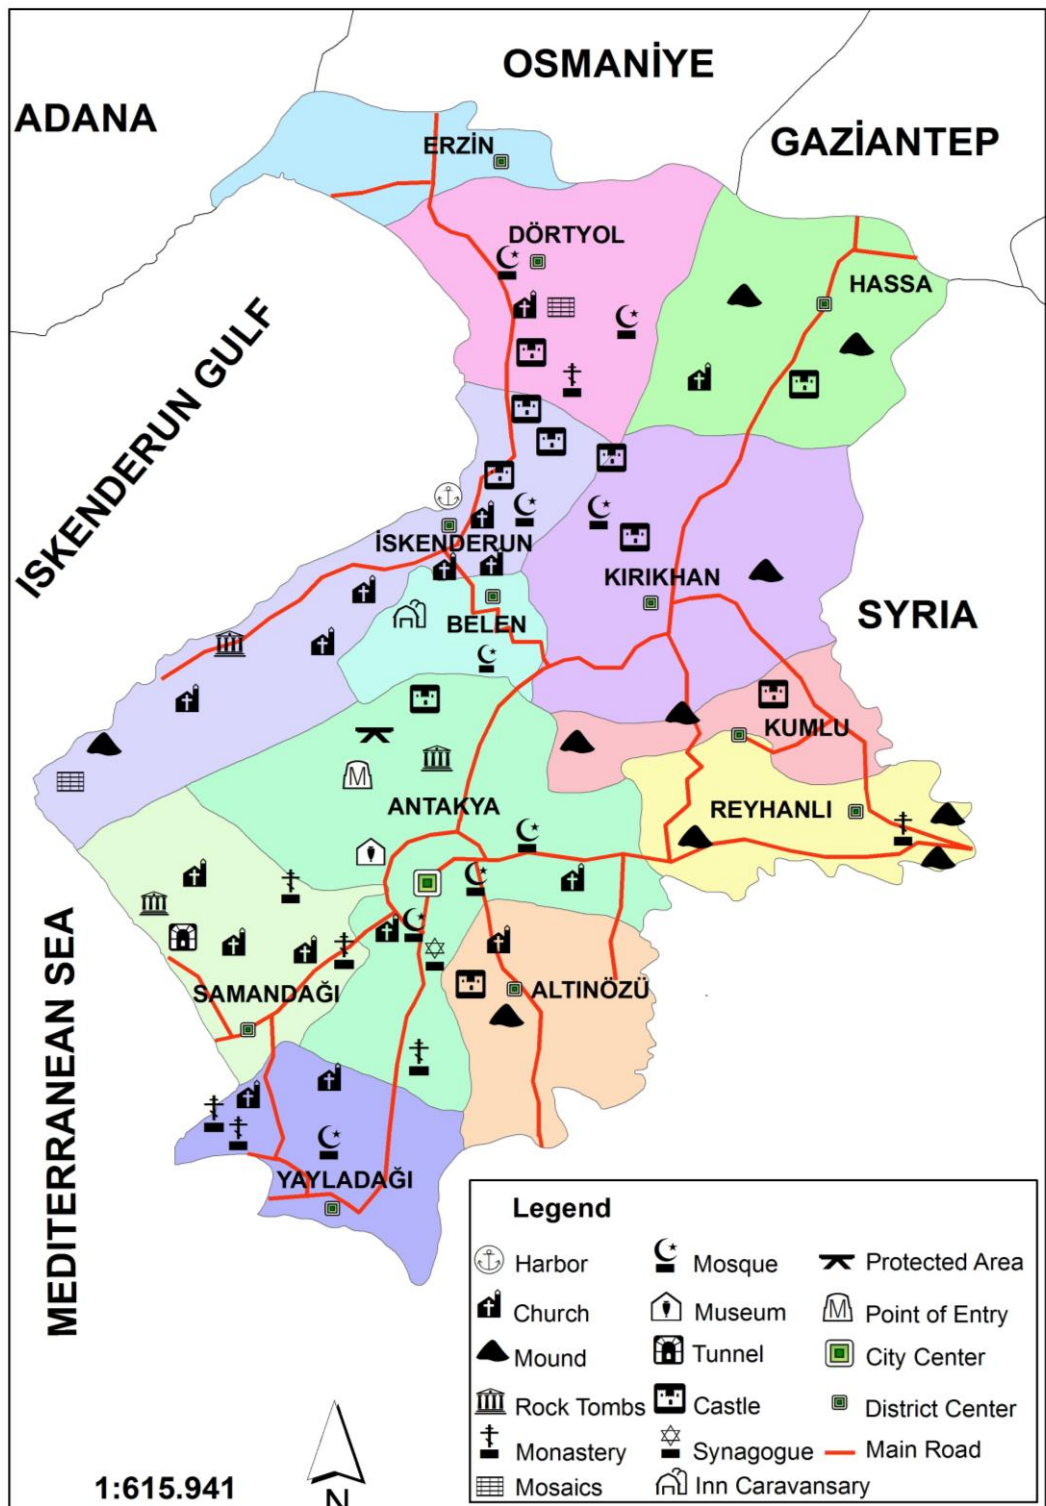 OSMANİYE
ADANA
GAZİANTEP
ERZİN
DÖRTYOL
HASSA
ISKENDERUN GULF
İSKENDERUN
KIRIKHAN
BELEN
SYRIA
KUMLU
REYHANLI
ANTAKYA
MEDITERRANEAN SEA
SAMANDAĞI
ALTINÖZÜ
YAYLADAĞI
Legend
Harbor
Mosque
Protected Area
Church
Museum
M
Point of Entry
Mound
Tunnel
City Center
Rock Tombs
Castle
District Center
Monastery
Synagogue
Main Road
Mosaics
Inn Caravansary
1:615.941
N
M